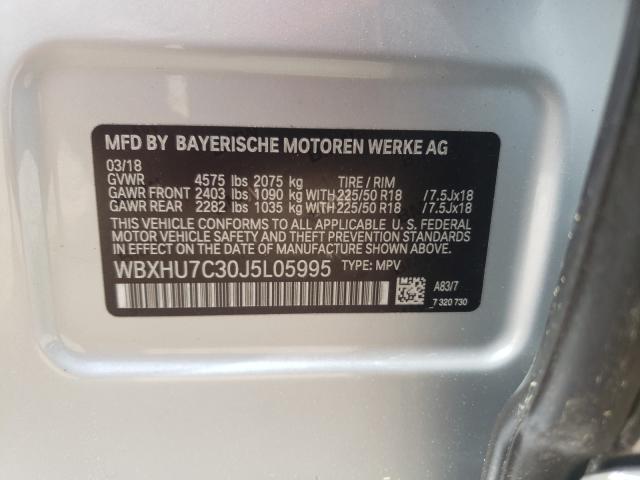 MFD BY BAYERISCHE MOTOREN WERKE AG
03/18
GVWR 4575 lbs 2075 kg TIRE / RIM
GAWR FRONT 2403 lbs 1090 kg WITH 225/50 R18 /7.5Jx18
GAWR REAR 2282 lbs 1035 kg WITH 225/50 R18 /7.5Jx18
THIS VEHICLE CONFORMS TO ALL APPLICABLE U. S. FEDERAL
MOTOR VEHICLE SAFETY, BUMPER, AND THEFT PREVENTION STANDARDS
IN EFFECT ON THE DATE OF MANUFACTURE SHOWN ABOVE.
WBXHU7C30J5L05995 TYPE: MPV
A83/7
7 320 730